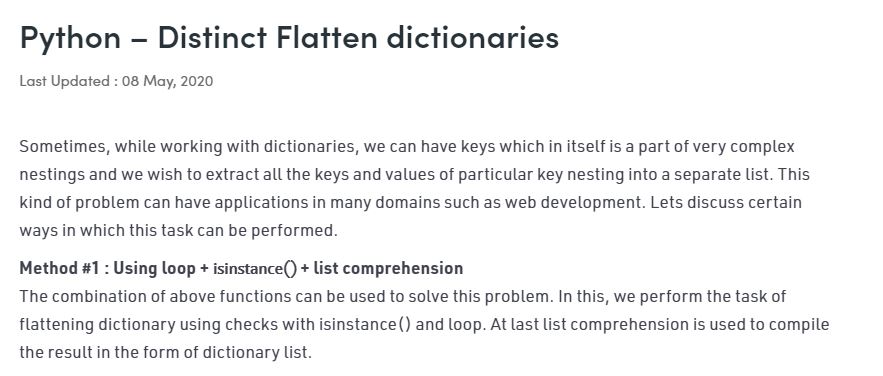 Python – Distinct Flatten dictionaries
Last Updated : 08 May, 2020
Sometimes, while working with dictionaries, we can have keys which in itself is a part of very complex
nestings and we wish to extract all the keys and values of particular key nesting into a separate list. This
kind of problem can have applications in many domains such as web development. Lets discuss certain
ways in which this task can be performed.
Method #1 : Using loop + isinstance() + list comprehension
The combination of above functions can be used to solve this problem. In this, we perform the task of
flattening dictionary using checks with isinstance() and loop. At last list comprehension is used to compile
the result in the form of dictionary list.